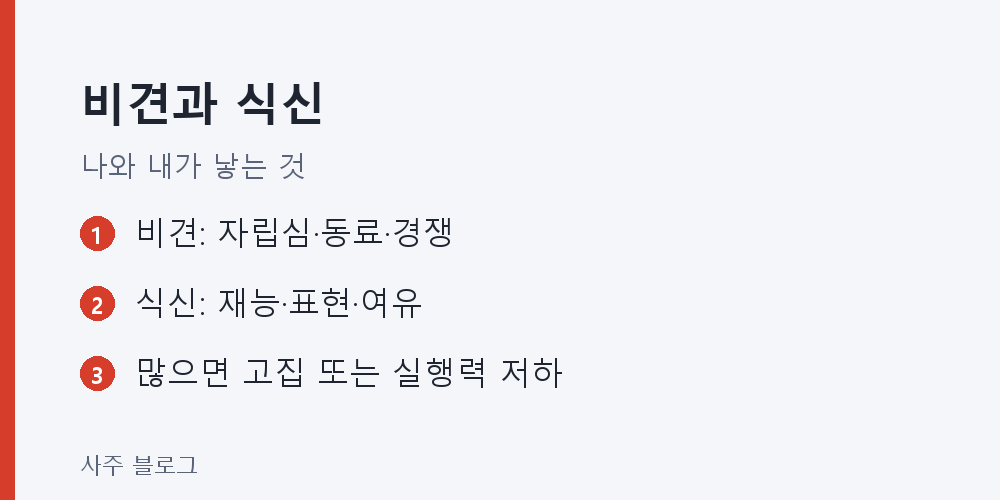 비견과 식신
나와 내가 낳는 것
1 비견: 자립심·동료·경쟁
2 식신: 재능·표현·여유
3 많으면 고집 또는 실행력 저하
사주 블로그